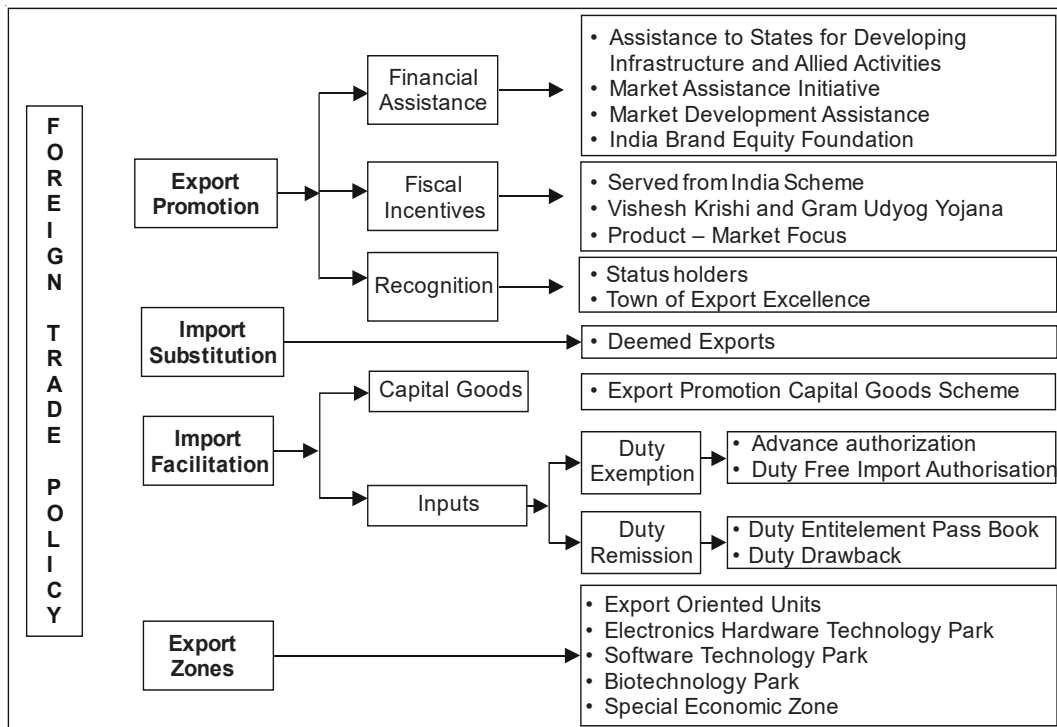 FOREIGN TRADE POLICY
Export
Promotion
Financial
Assistance
• Assistance to States for Developing
Infrastructure and Allied Activities
• Market Assistance Initiative
• Market Development Assistance
• India Brand Equity Foundation
Fiscal
Incentives
• Served from India Scheme
• Vishesh Krishi and Gram Udyog Yojana
• Product – Market Focus
Recognition
• Status holders
• Town of Export Excellence
Import
Substitution
• Deemed Exports
Import
Facilitation
Capital Goods
• Export Promotion Capital Goods Scheme
Inputs
Duty
Exemption
• Advance authorization
• Duty Free Import Authorisation
Duty
Remission
• Duty Entitelement Pass Book
• Duty Drawback
Export
Zones
• Export Oriented Units
• Electronics Hardware Technology Park
• Software Technology Park
• Biotechnology Park
• Special Economic Zone